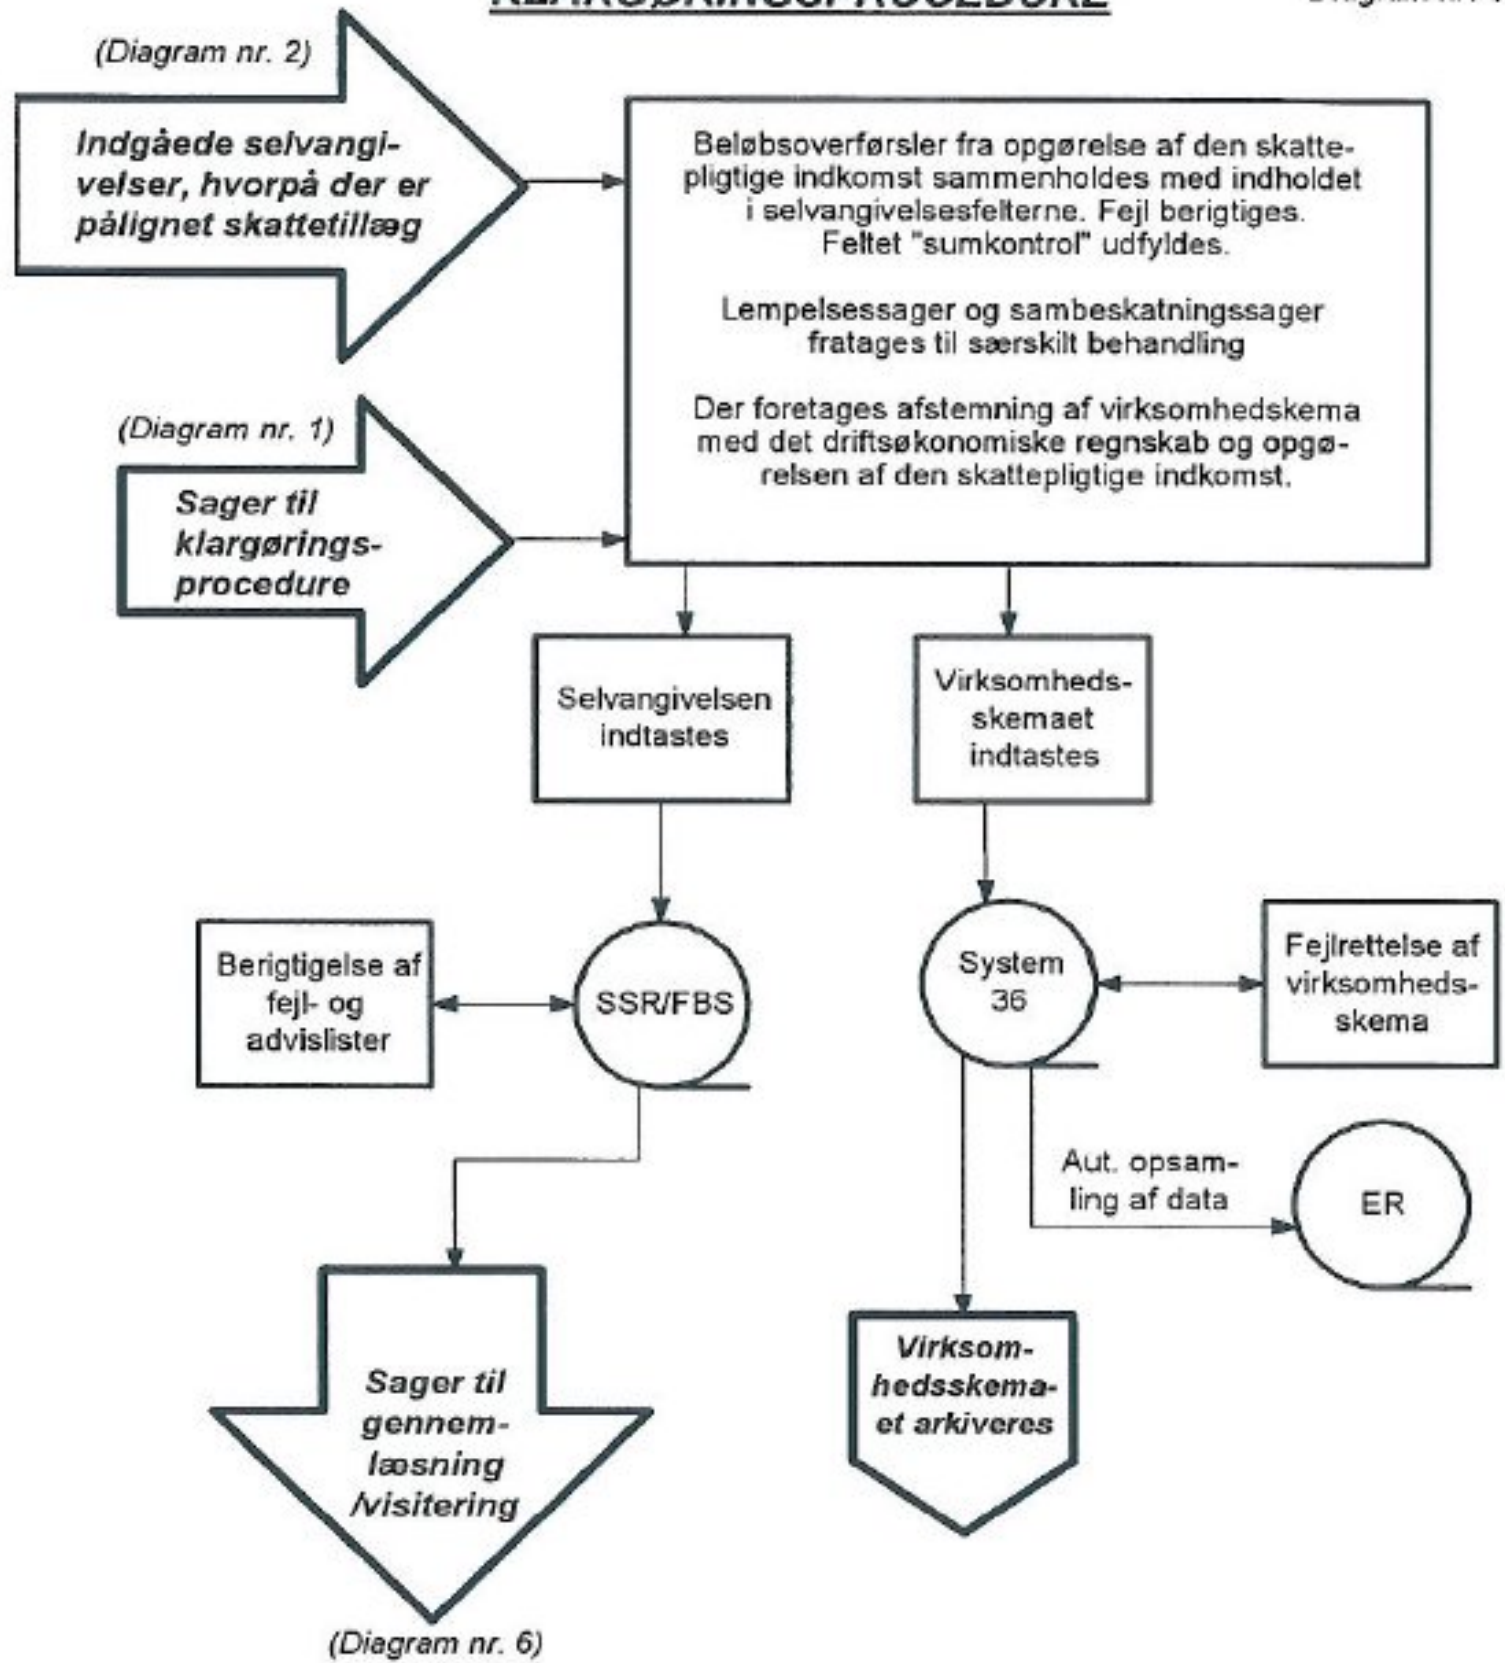 KLARGØRINGSPROCEDURE
(Diagram nr. 2)
Indgåede selvangi-
velser, hvorpå der er
pålignet skattetillæg
Beløbsoverførsler fra opgørelse af den skatte-
pligtige indkomst sammenholdes med indholdet
i selvangivelsesfelterne. Fejl berigtiges.
Feltet "sumkontrol" udfyldes.
Lempelsessager og sambeskatningssager
fratages til særskilt behandling
Der foretages afstemning af virksomhedskema
med det driftsøkonomiske regnskab og opgø-
relsen af den skattepligtige indkomst.
(Diagram nr. 1)
Sager til
klargørings-
procedure
Selvangivelsen
indtastes
Virksomheds-
skemaet
indtastes
Berigtigelse af
fejl- og
advislister
SSR/FBS
System
36
Fejlrettelse af
virksomheds-
skema
Aut. opsam-
ling af data
ER
Sager til
gennem-
læsning
/visitering
Virksom-
hedsskema-
et arkiveres
(Diagram nr. 6)